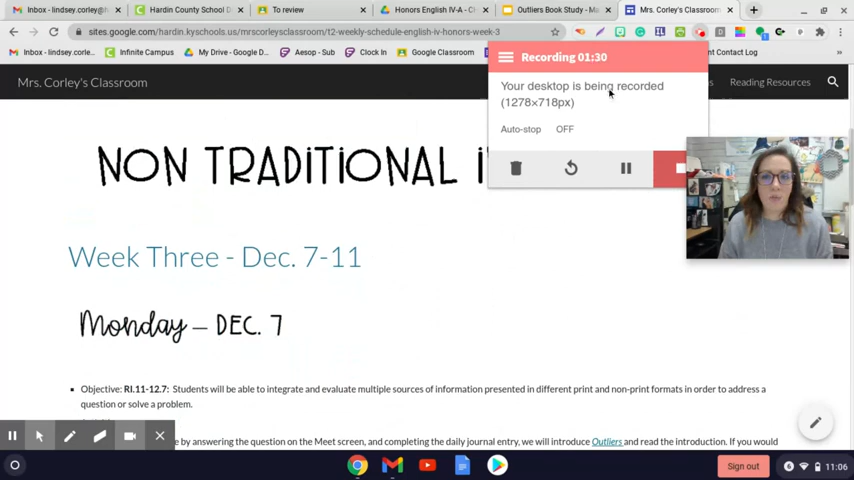 Inbox - lindsey.corley@h
Hardin County School D
To review
Honors English IV-A - C
Outliers Book Study - Ma
Mrs. Corley's Classroom
sites.google.com/hardin.kyschools.us/mrscorleysclassroom/t2-weekly-schedule-english-iv-honors-week-3
Inbox - lindsey.corle...
Infinite Campus
My Drive - Google D...
Aesop - Sub
Clock In
Google Classroom
Contact Log
Mrs. Corley's Classroom
Reading Resources
Recording 01:30
Your desktop is being recorded
(1278×718px)
Auto-stop OFF
NON TRADITIONAL
Week Three - Dec. 7-11
Monday – DEC. 7
Objective: RI.11-12.7: Students will be able to integrate and evaluate multiple sources of information presented in different print and non-print formats in order to address a
question or solve a problem.
by answering the question on the Meet screen, and completing the daily journal entry, we will introduce Outliers and read the introduction. If you would
Sign out
11:06